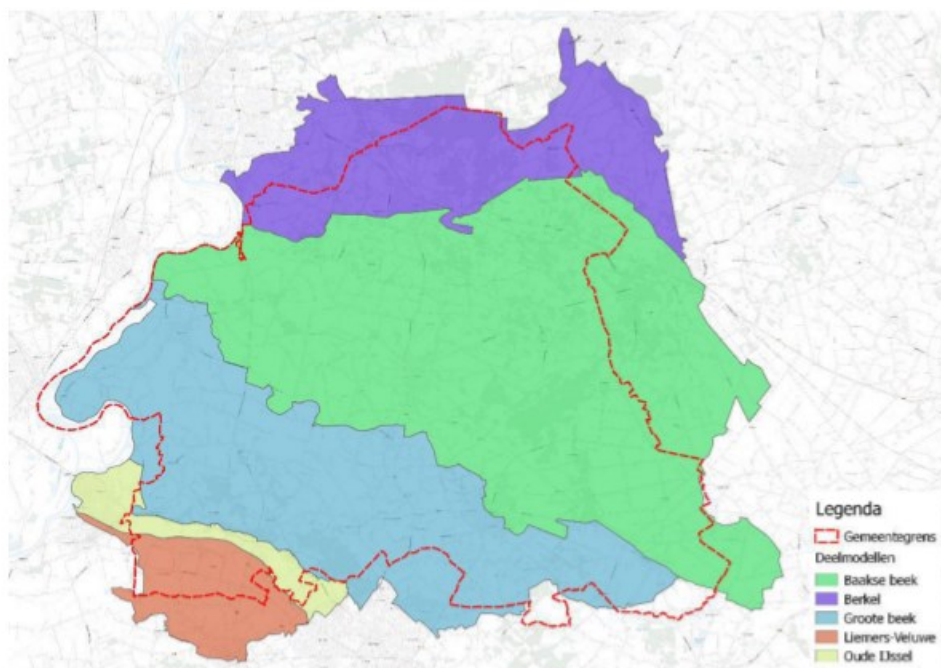 Legenda
Gemeentegrens
Deelmodellen
Baakse beek
Berkel
Groote beek
Liemers-Veluwe
Oude IJssel